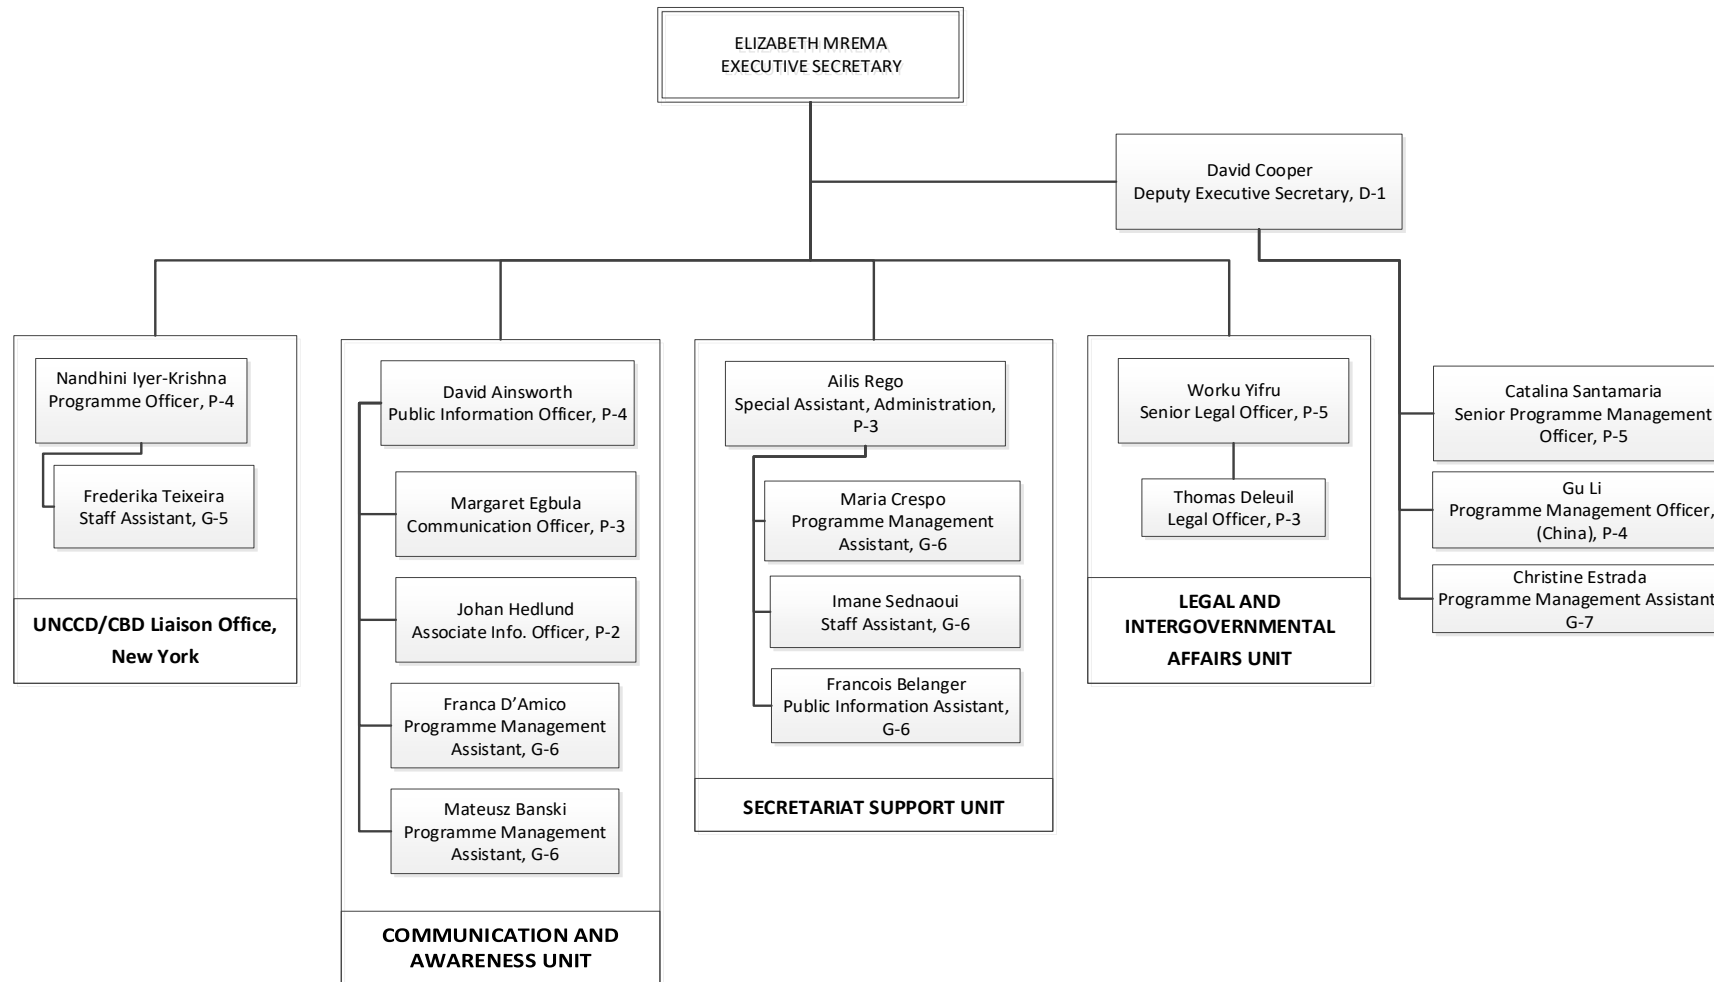 ELIZABETH MREMA
EXECUTIVE SECRETARY
David Cooper
Deputy Executive Secretary, D-1
Nandhini Iyer-Krishna
Programme Officer, P-4
Frederika Teixeira
Staff Assistant, G-5
UNCCD/CBD Liaison Office,
New York
David Ainsworth
Public Information Officer, P-4
Margaret Egbula
Communication Officer, P-3
Johan Hedlund
Associate Info. Officer, P-2
Franca D’Amico
Programme Management
Assistant, G-6
Mateusz Banski
Programme Management
Assistant, G-6
COMMUNICATION AND
AWARENESS UNIT
Ailis Rego
Special Assistant, Administration,
P-3
Maria Crespo
Programme Management
Assistant, G-6
Imane Sednaoui
Staff Assistant, G-6
Francois Belanger
Public Information Assistant,
G-6
SECRETARIAT SUPPORT UNIT
Worku Yifru
Senior Legal Officer, P-5
Thomas Deleuil
Legal Officer, P-3
LEGAL AND
INTERGOVERNMENTAL
AFFAIRS UNIT
Catalina Santamaria
Senior Programme Management
Officer, P-5
Gu Li
Programme Management Officer,
(China), P-4
Christine Estrada
Programme Management Assistant
G-7